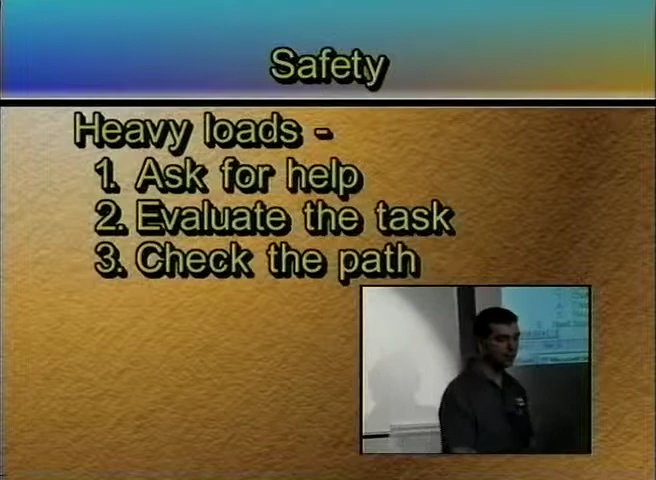 Safety
Heavy loads -
1. Ask for help
2. Evaluate the task
3. Check the path